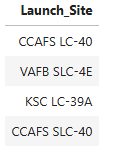 Launch_Site
CCAFS LC-40
VAFB SLC-4E
KSC LC-39A
CCAFS SLC-40